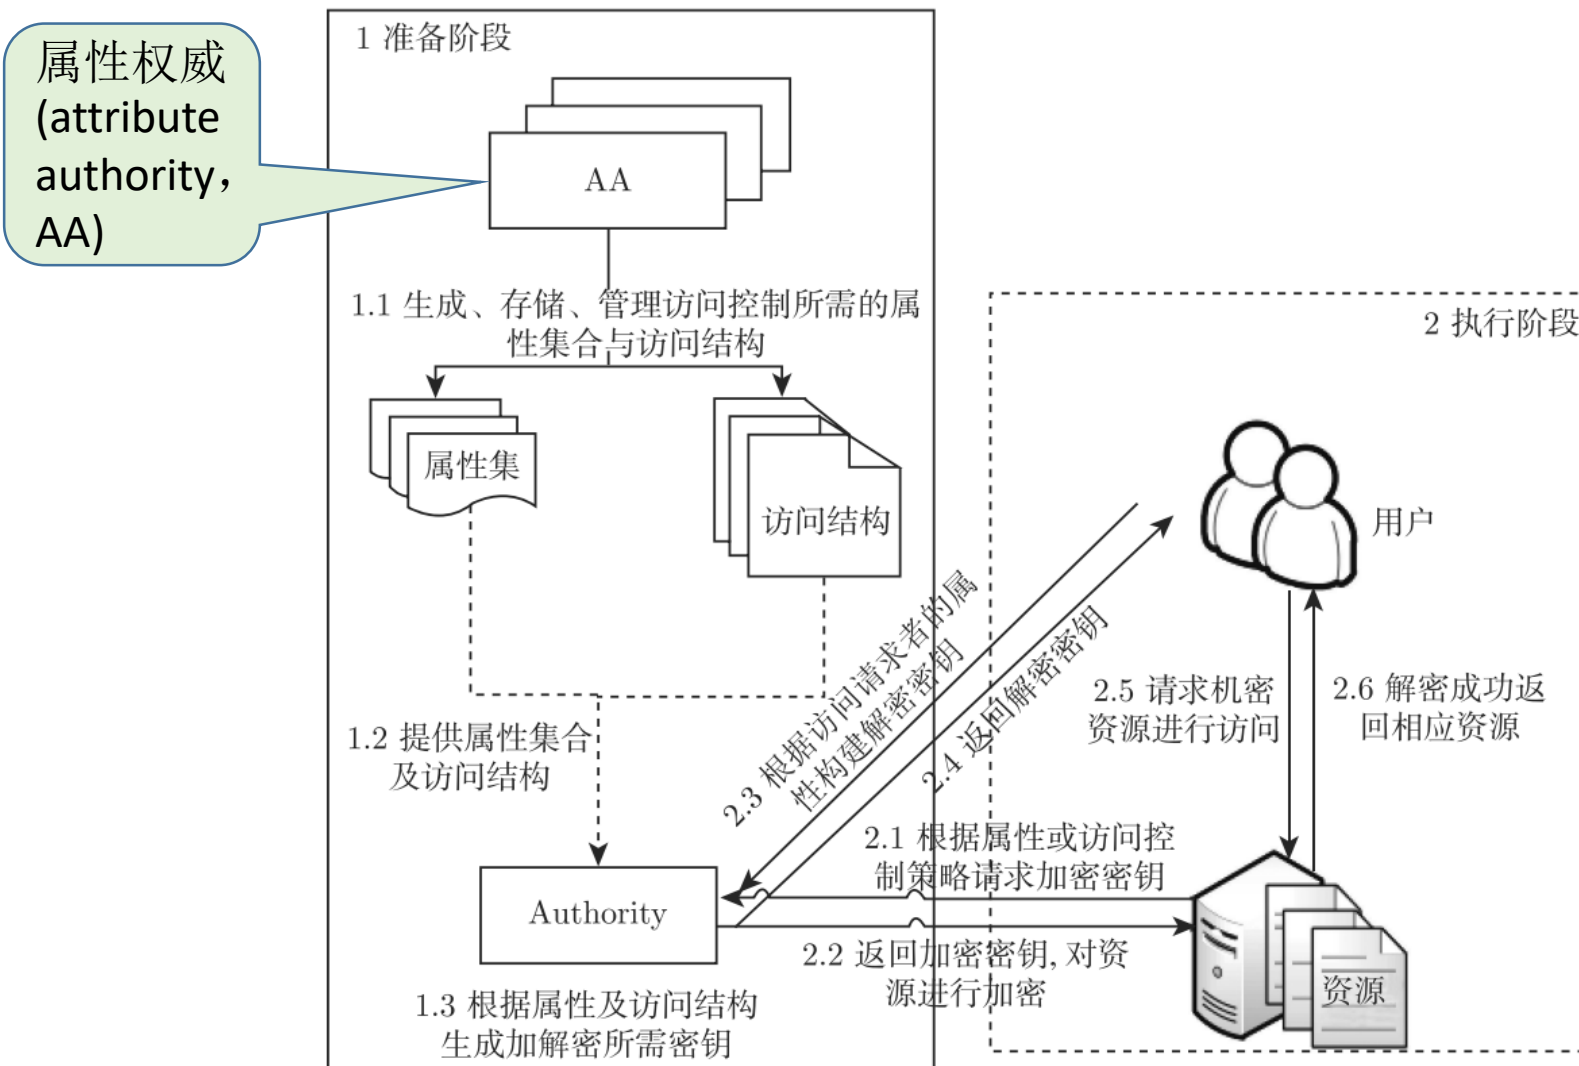 属性权威
(attribute
authority,
AA)
1 准备阶段
AA
1.1 生成、存储、管理访问控制所需的属
性集合与访问结构
属性集
访问结构
1.2 提供属性集合
及访问结构
Authority
1.3 根据属性及访问结构
生成加解密所需密钥
2 执行阶段
用户
2.3 根据访问请求者的属
性构建解密密钥
2.4 返回解密密钥
2.5 请求机密
资源进行访问
2.6 解密成功返
回相应资源
2.1 根据属性或访问控
制策略请求加密密钥
2.2 返回加密密钥, 对资
源进行加密
资源